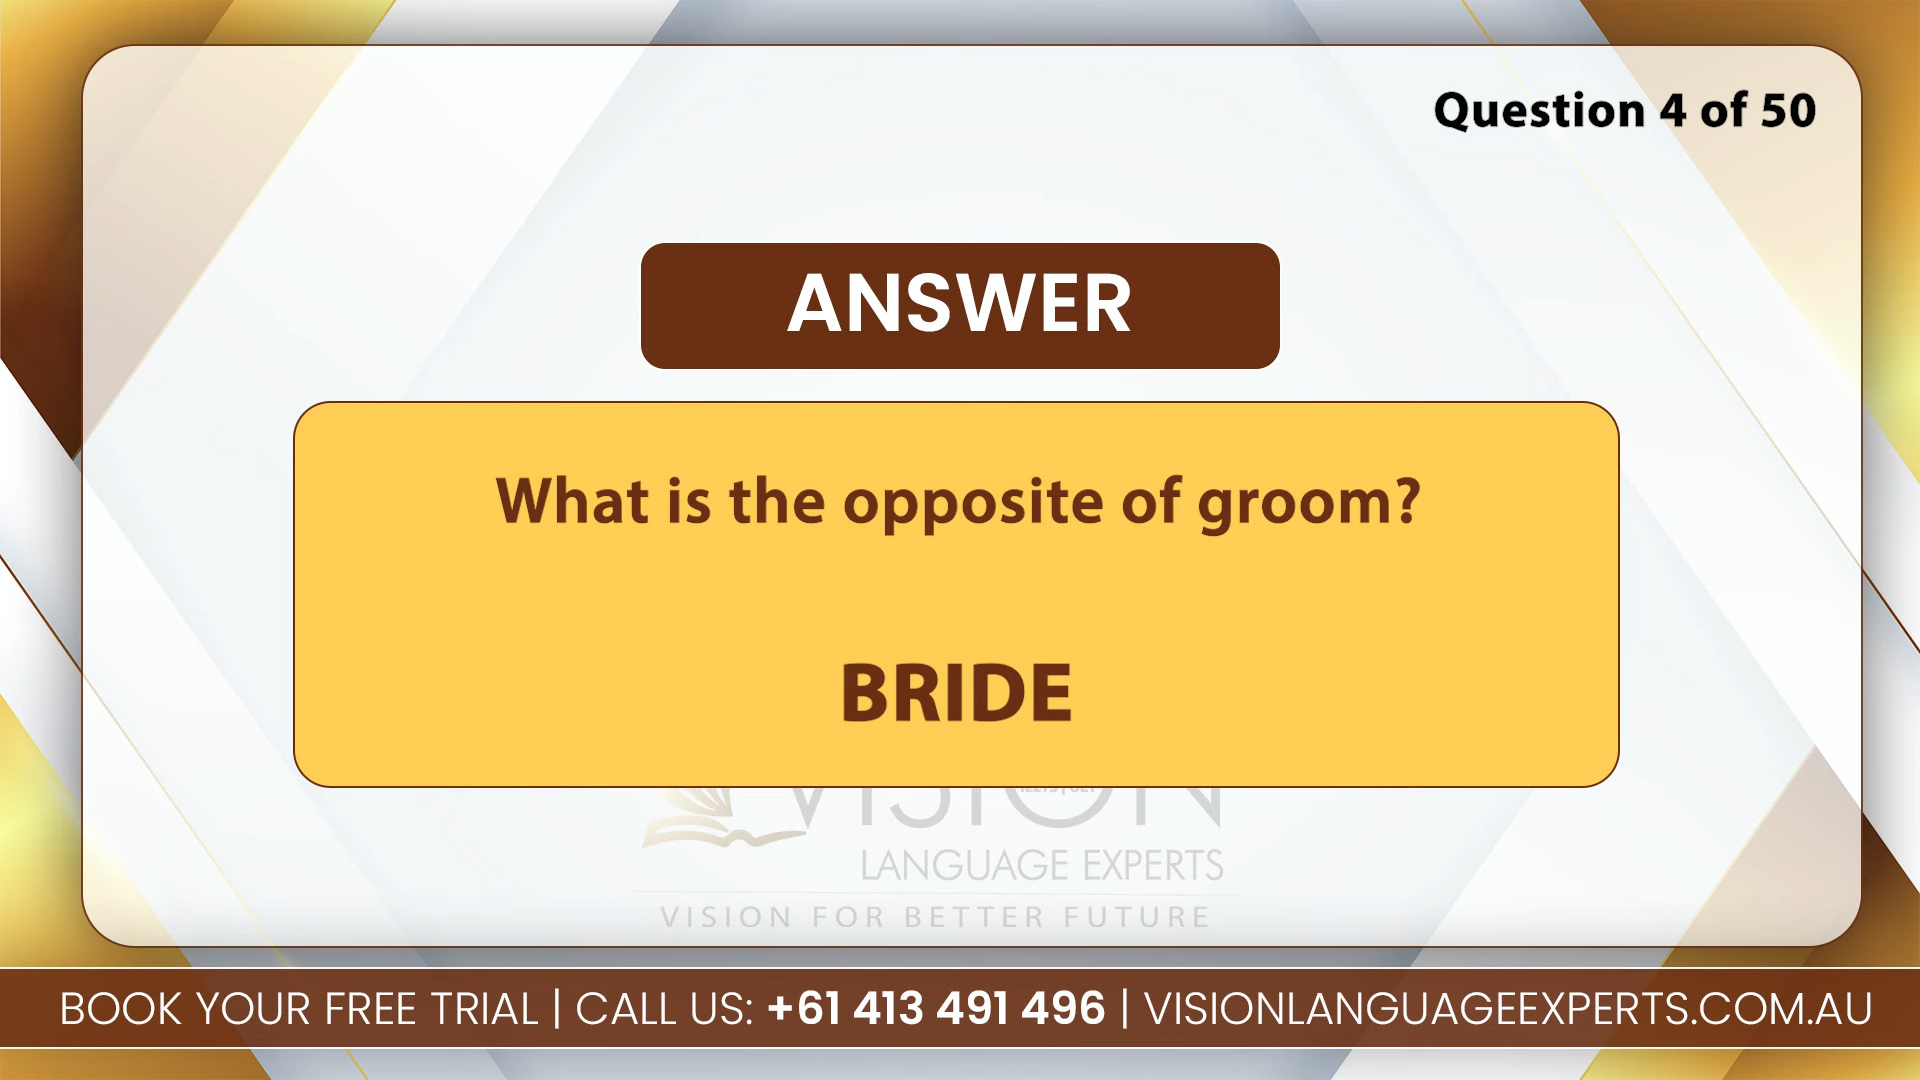 Question 4 of 50
ANSWER
What is the opposite of groom?
BRIDE
VISION
LANGUAGE EXPERTS
VISION FOR BETTER FUTURE
BOOK YOUR FREE TRIAL | CALL US: +61 413 491 496 | VISIONLANGUAGEEXPERTS.COM.AU